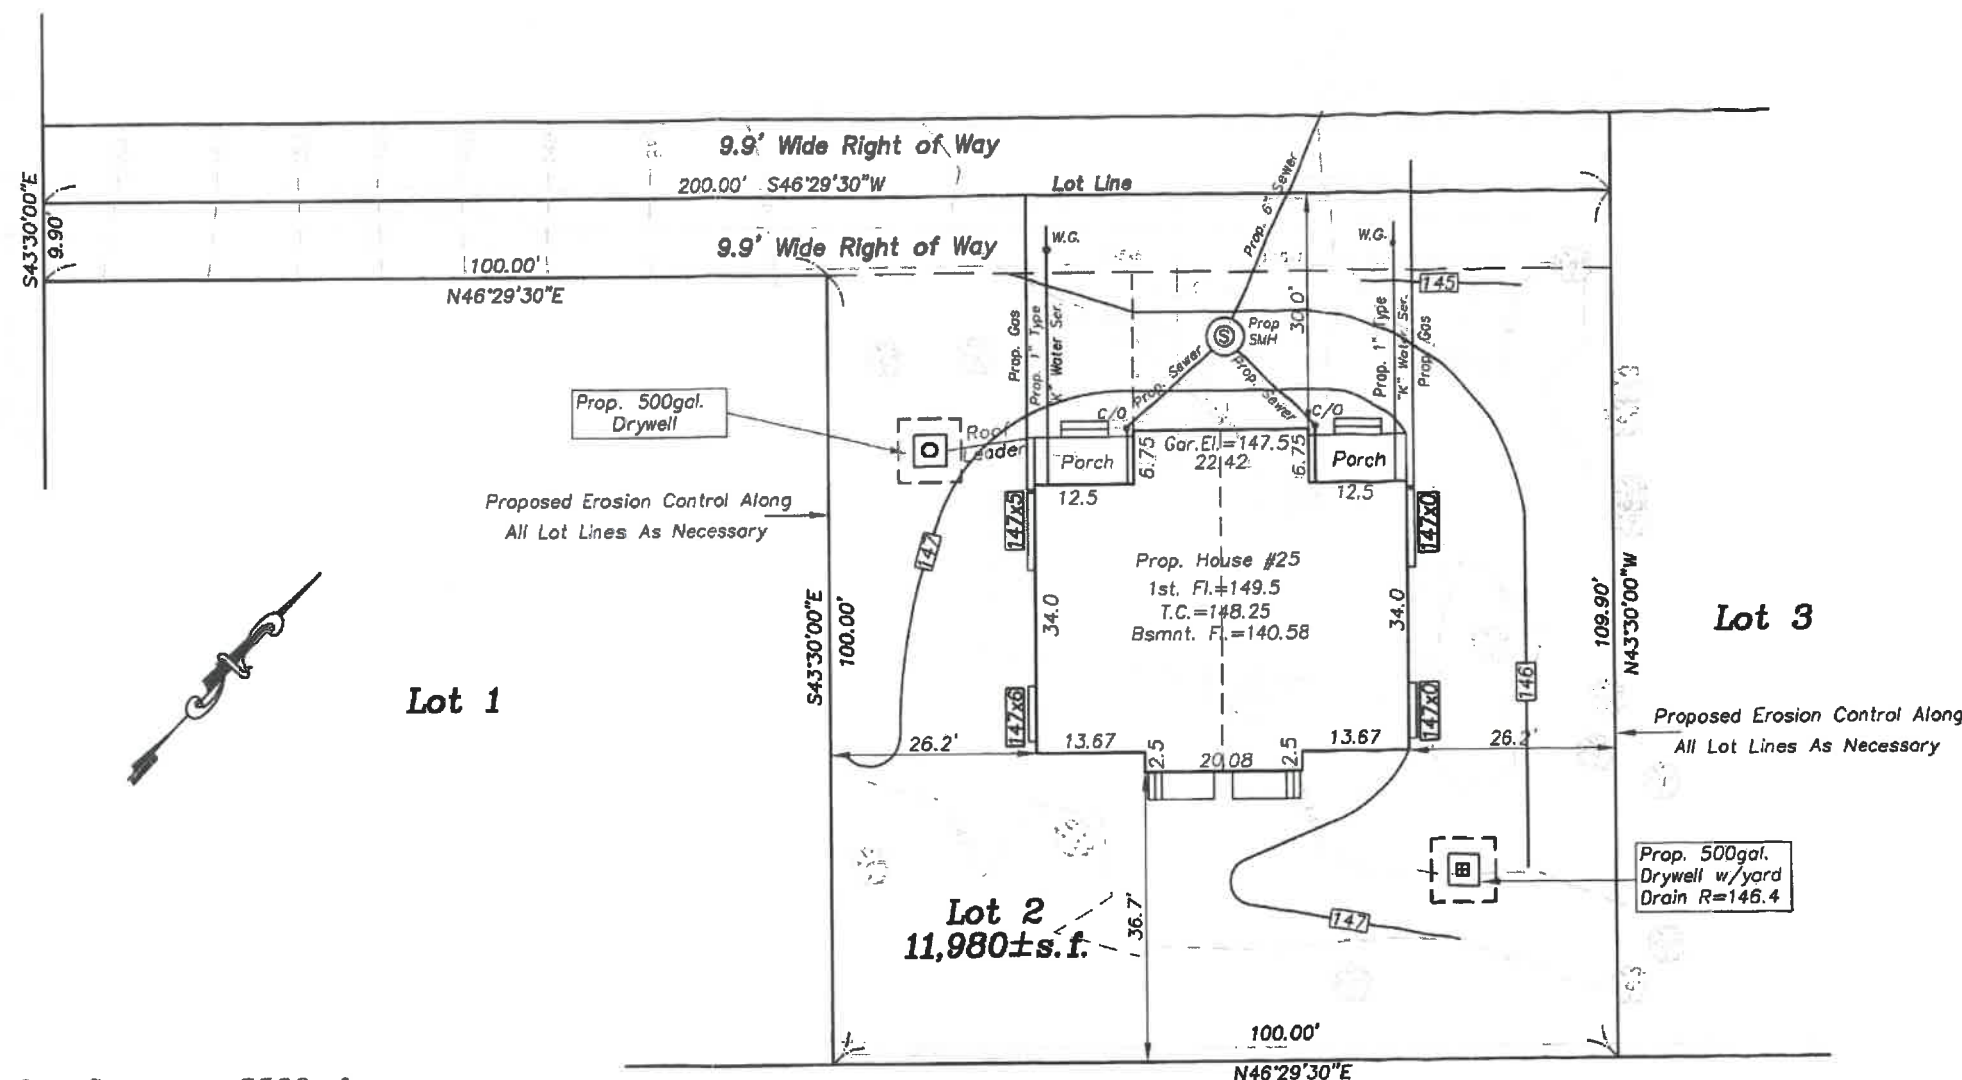 9.9' Wide Right of Way
200.00' S46°29'30"W
Lot Line
S43°30'00"E
9.90'
9.9' Wide Right of Way
100.00'
N46°29'30"E
W.G.
Prop. 6" Sewer
W.G.
145
30.0'
Prop
SMH
S
Prop. Gas
Prop. 1" Type
"K" Water Ser.
Prop. Sewer
Prop. Sewer
Prop. 1" Type
"K" Water Ser.
Prop. Gas
Prop. 500gal.
Drywell
Roof
Leader
C/O
C/O
Porch
6.75
Gar.El.=147.5
22.42
6.75
Porch
12.5
12.5
Proposed Erosion Control Along
All Lot Lines As Necessary
147x5
147x0
147
Prop. House #25
1st. Fl.=149.5
T.C.=148.25
Bsmnt. Fl.=140.58
34.0
34.0
S43°30'00"E
100.00'
109.90'
N43°30'00"W
Lot 3
Lot 1
146
147x6
147x0
Proposed Erosion Control Along
All Lot Lines As Necessary
26.2'
13.67
2.5
20.08
2.5
13.67
26.2'
Prop. 500gal.
Drywell w/yard
Drain R=146.4
Lot 2
11,980±s.f.
36.7'
147
100.00'
N46°29'30"E